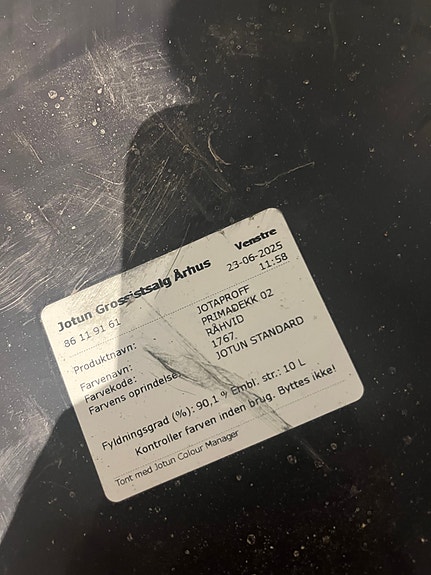 Jotun Grossistsalg Århus
Venstre
86 11 91 61
23-06-2025
11:58
Produktnavn: JOTAPROFF
PRIMADEKK 02
Farvenavn: RÅHVID
Farvekode: 1767
Farvens oprindelse: JOTUN STANDARD
Fyldningsgrad (%): 90,1 % Embl. str.: 10 L
Kontroller farven inden brug. Byttes ikke!
Tont med Jotun Colour Manager